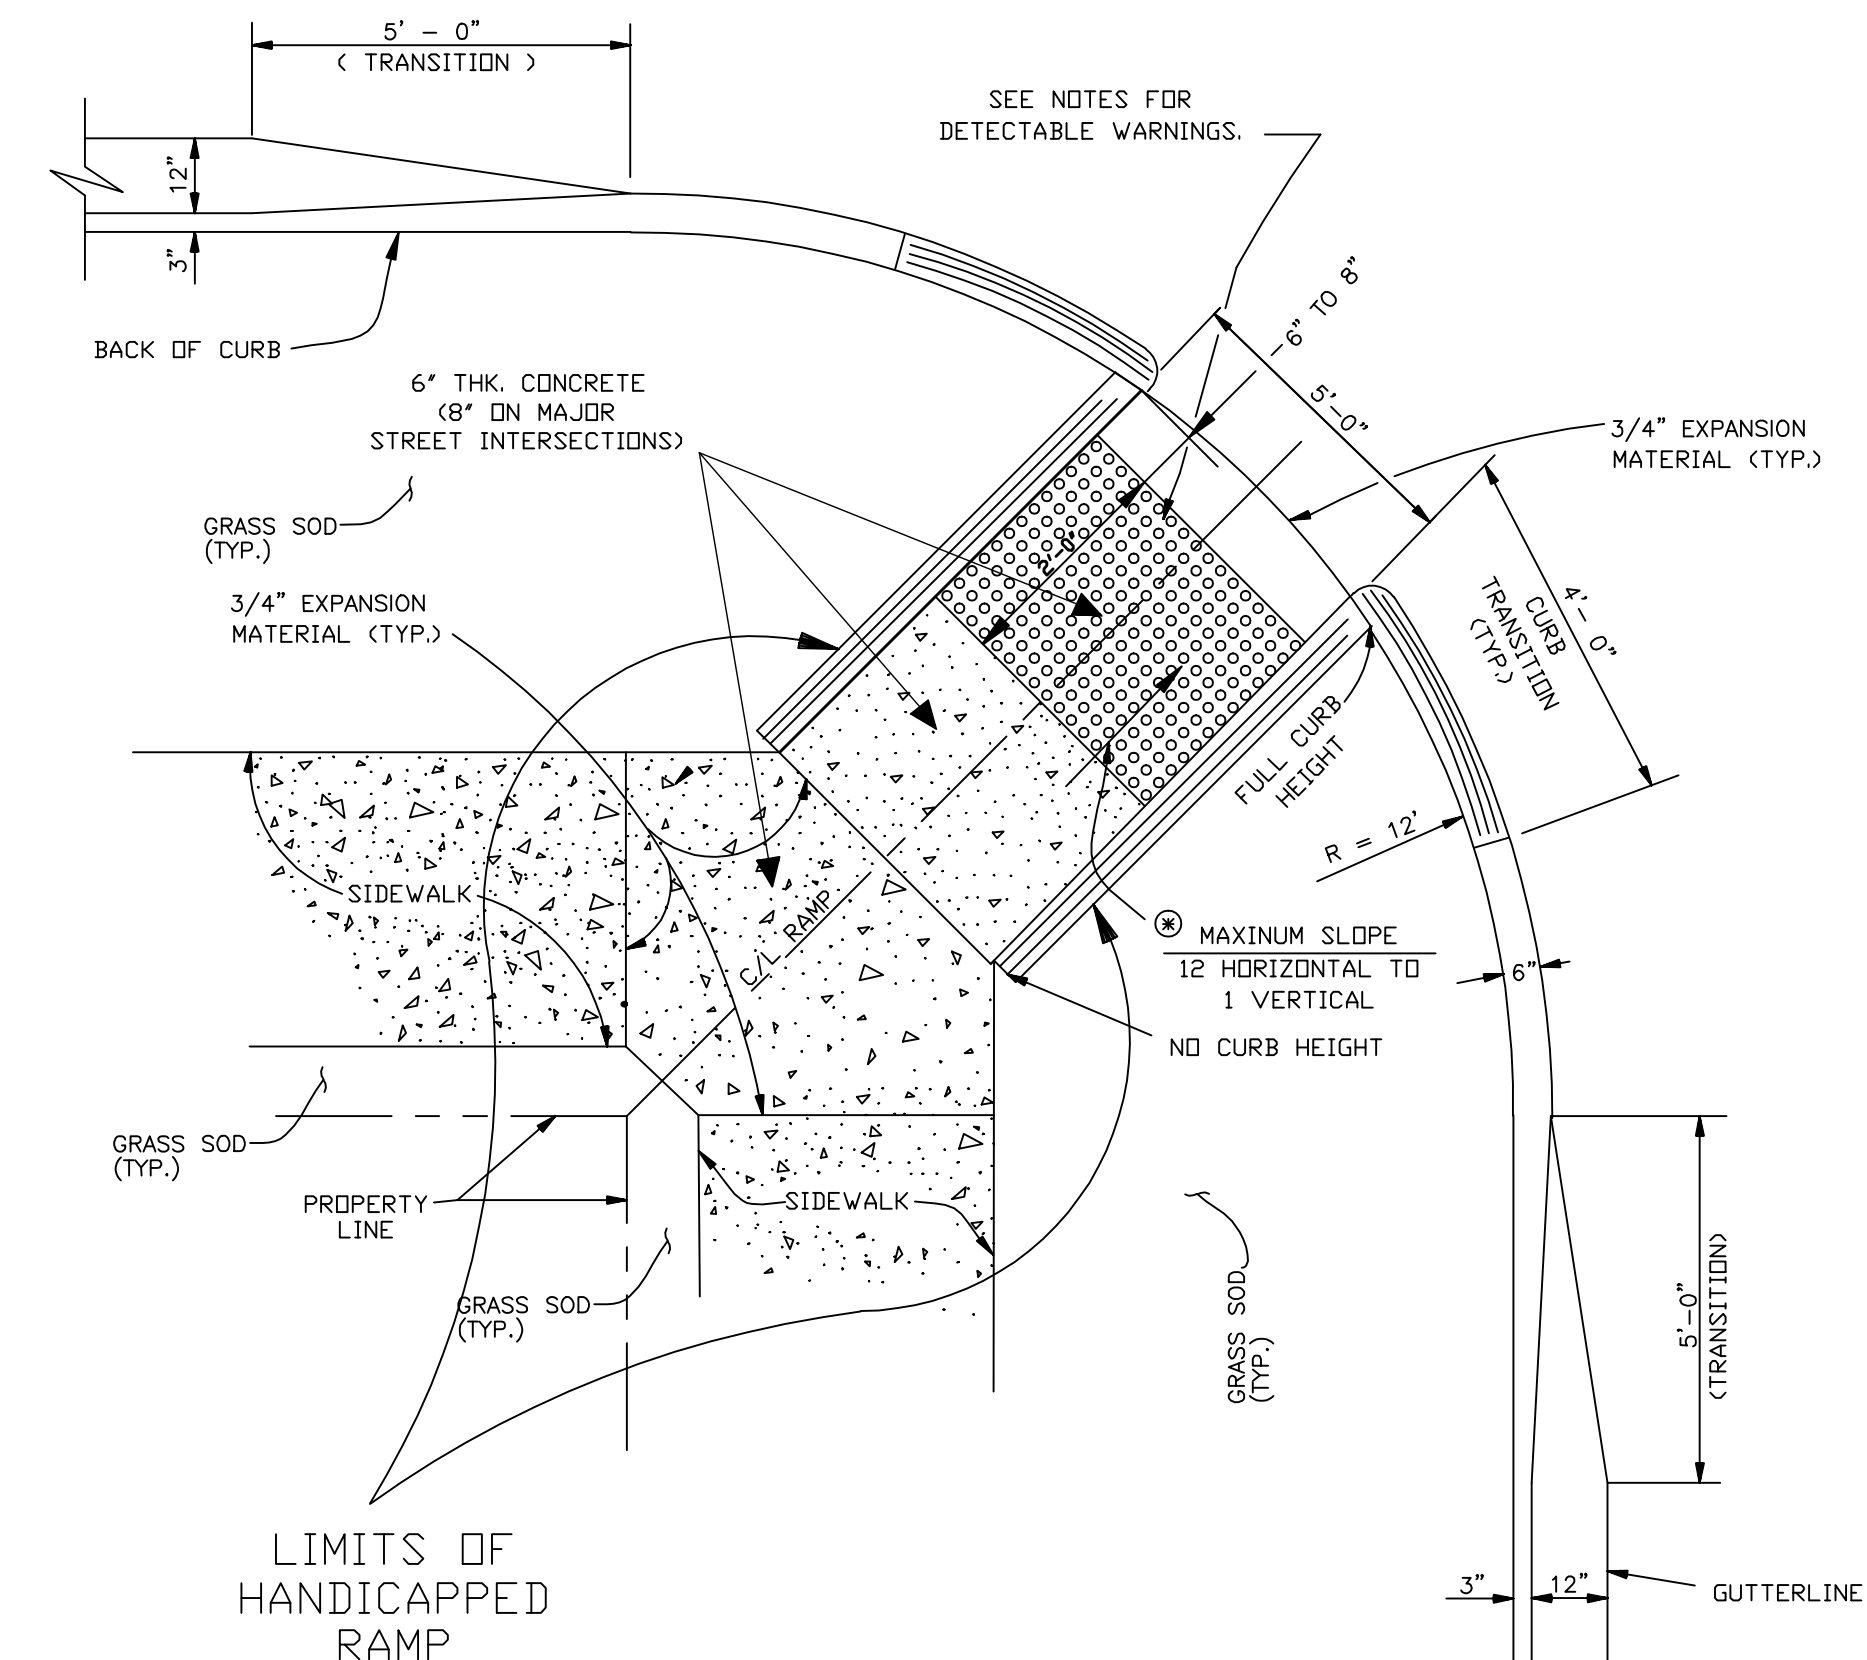 5' - 0"
( TRANSITION )
SEE NOTES FOR
DETECTABLE WARNINGS.
12"
3"
6" TO 8"
BACK OF CURB
6" THK. CONCRETE
(8" ON MAJOR
STREET INTERSECTIONS)
5'-0"
3/4" EXPANSION
MATERIAL (TYP.)
GRASS SOD
(TYP.)
2'-0"
3/4" EXPANSION
MATERIAL (TYP.)
4'- 0"
CURB
TRANSITION
(TYP.)
FULL CURB
HEIGHT
R = 12'
SIDEWALK
C/L RAMP
* MAXINUM SLOPE
12 HORIZONTAL TO
1 VERTICAL
6"
NO CURB HEIGHT
GRASS SOD
(TYP.)
PROPERTY
LINE
SIDEWALK
GRASS SOD
(TYP.)
GRASS SOD
(TYP.)
5'-0"
(TRANSITION)
LIMITS OF
HANDICAPPED
RAMP
3"
12"
GUTTERLINE